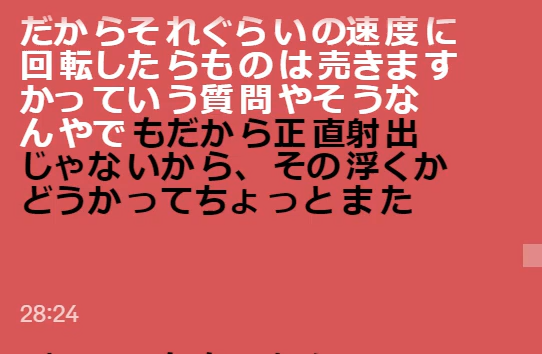 だからそれぐらいの速度に
回転したらものは売きます
かっていう質問やそうな
んやでもだから正直射出
じゃないから、その浮くか
どうかってちょっとまた
28:24